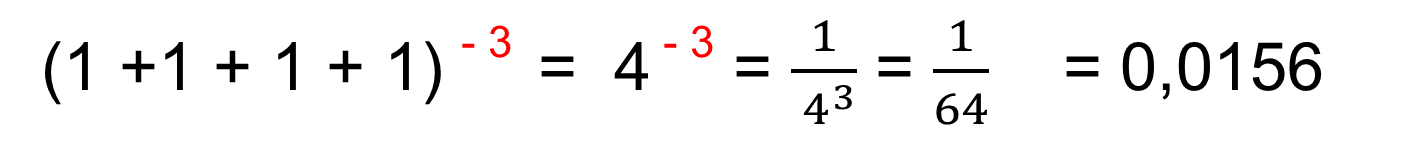 (1 +1 + 1 + 1)⁻ ³ = 4⁻ ³ = 1/4³ = 1/64 = 0,0156